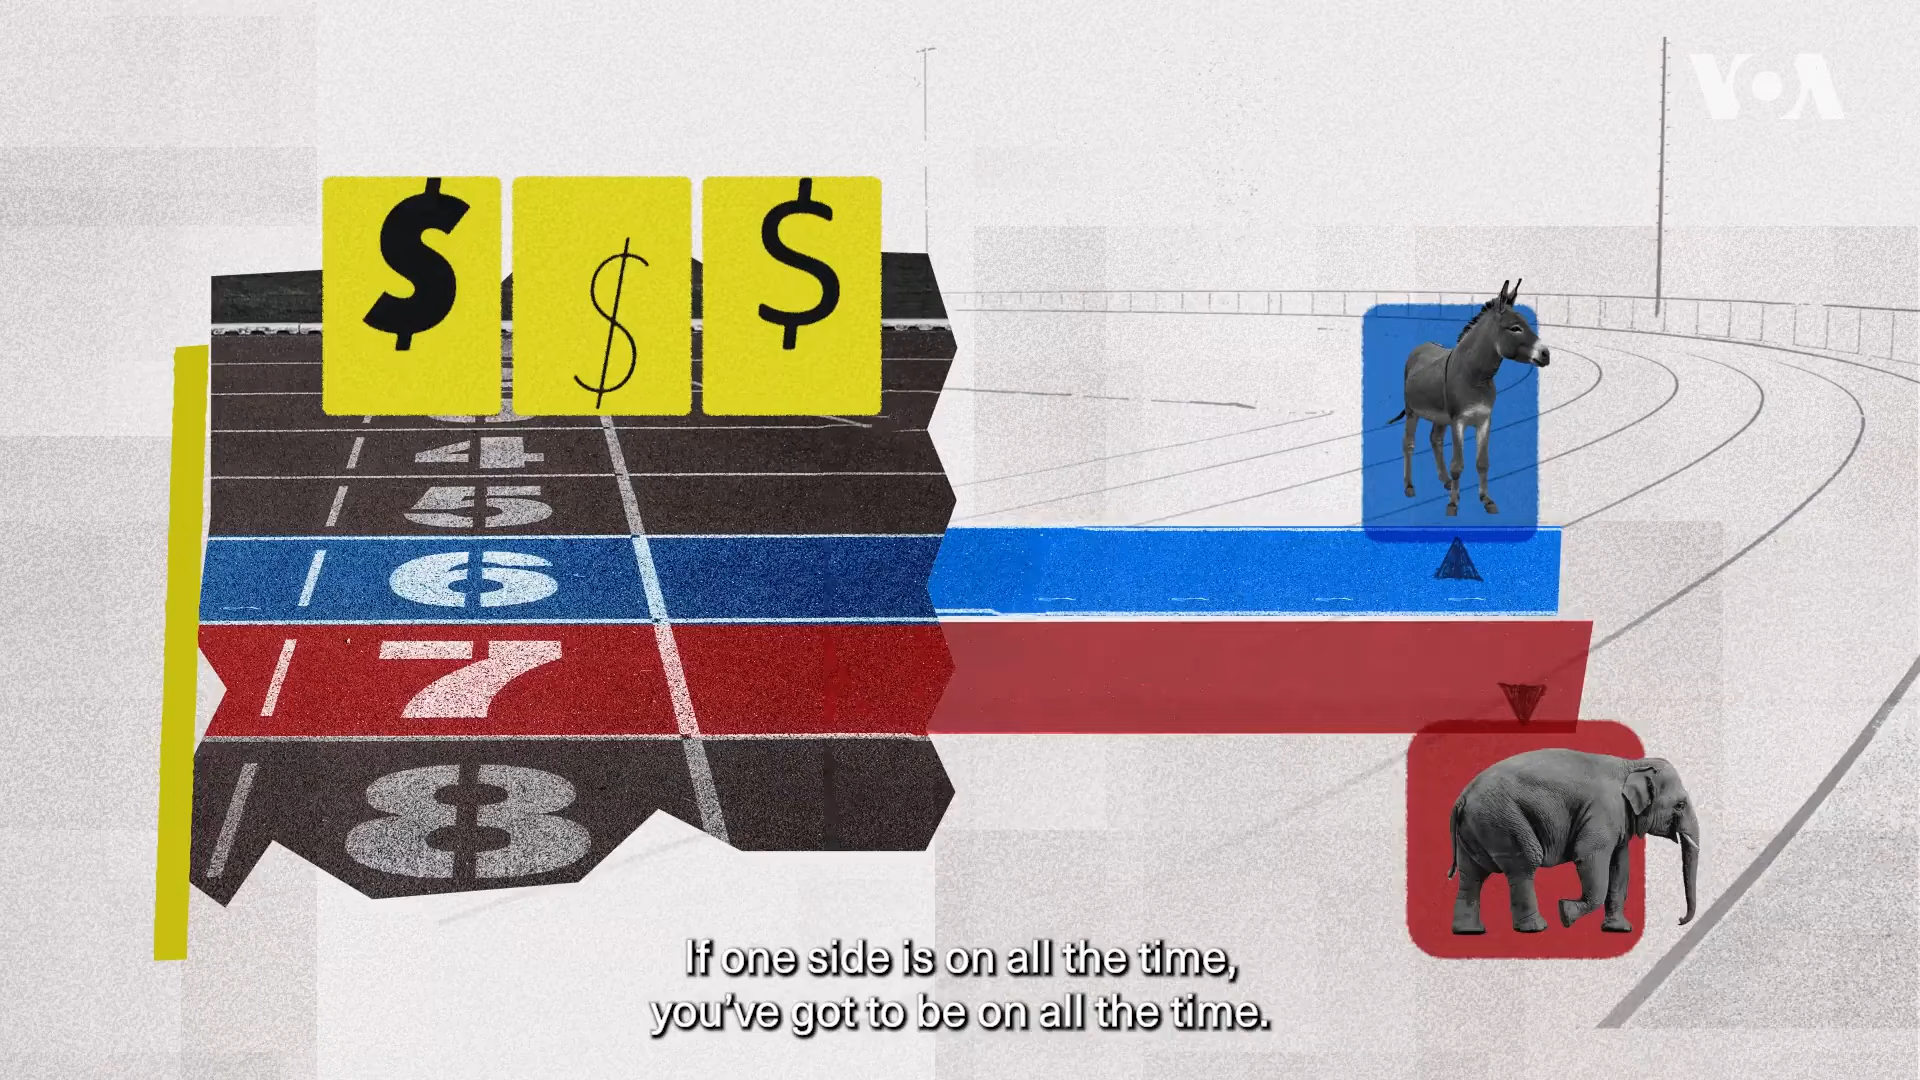 VOA
$ $ $
4
5
6
7
8
If one side is on all the time,
you've got to be on all the time.